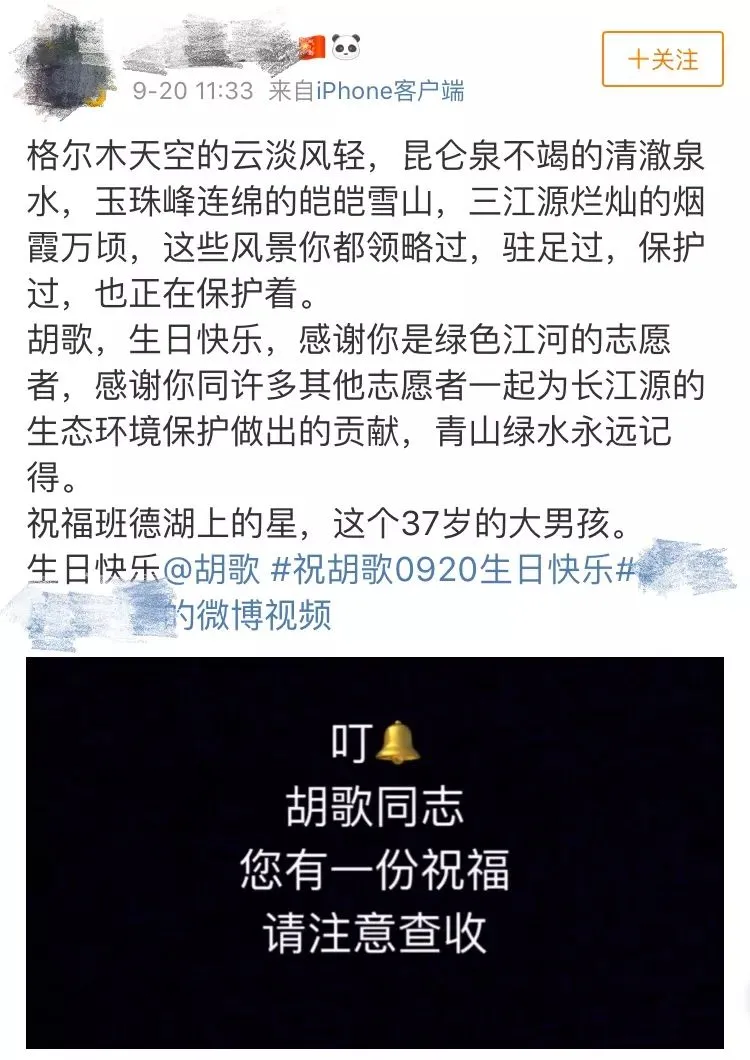 9-20 11:33 来自iPhone客户端
＋关注
格尔木天空的云淡风轻，昆仑泉不竭的清澈泉
水，玉珠峰连绵的皑皑雪山，三江源烂灿的烟
霞万顷，这些风景你都领略过，驻足过，保护
过，也正在保护着。
胡歌，生日快乐，感谢你是绿色江河的志愿
者，感谢你同许多其他志愿者一起为长江源的
生态环境保护做出的贡献，青山绿水永远记
得。
祝福班德湖上的星，这个37岁的大男孩。
生日快乐@胡歌 #祝胡歌0920生日快乐#
的微博视频
叮🔔
胡歌同志
您有一份祝福
请注意查收